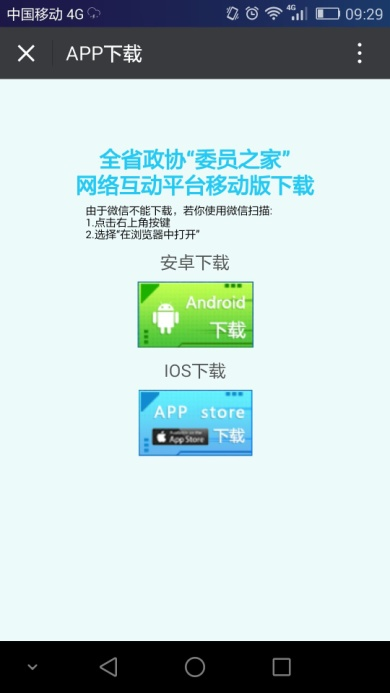 中国移动 4G
4G
09:29
APP下载
全省政协“委员之家”
网络互动平台移动版下载
由于微信不能下载，若你使用微信扫描:
1.点击右上角按键
2.选择“在浏览器中打开”
安卓下载
Android
下载
IOS下载
APP store
App Store
下载